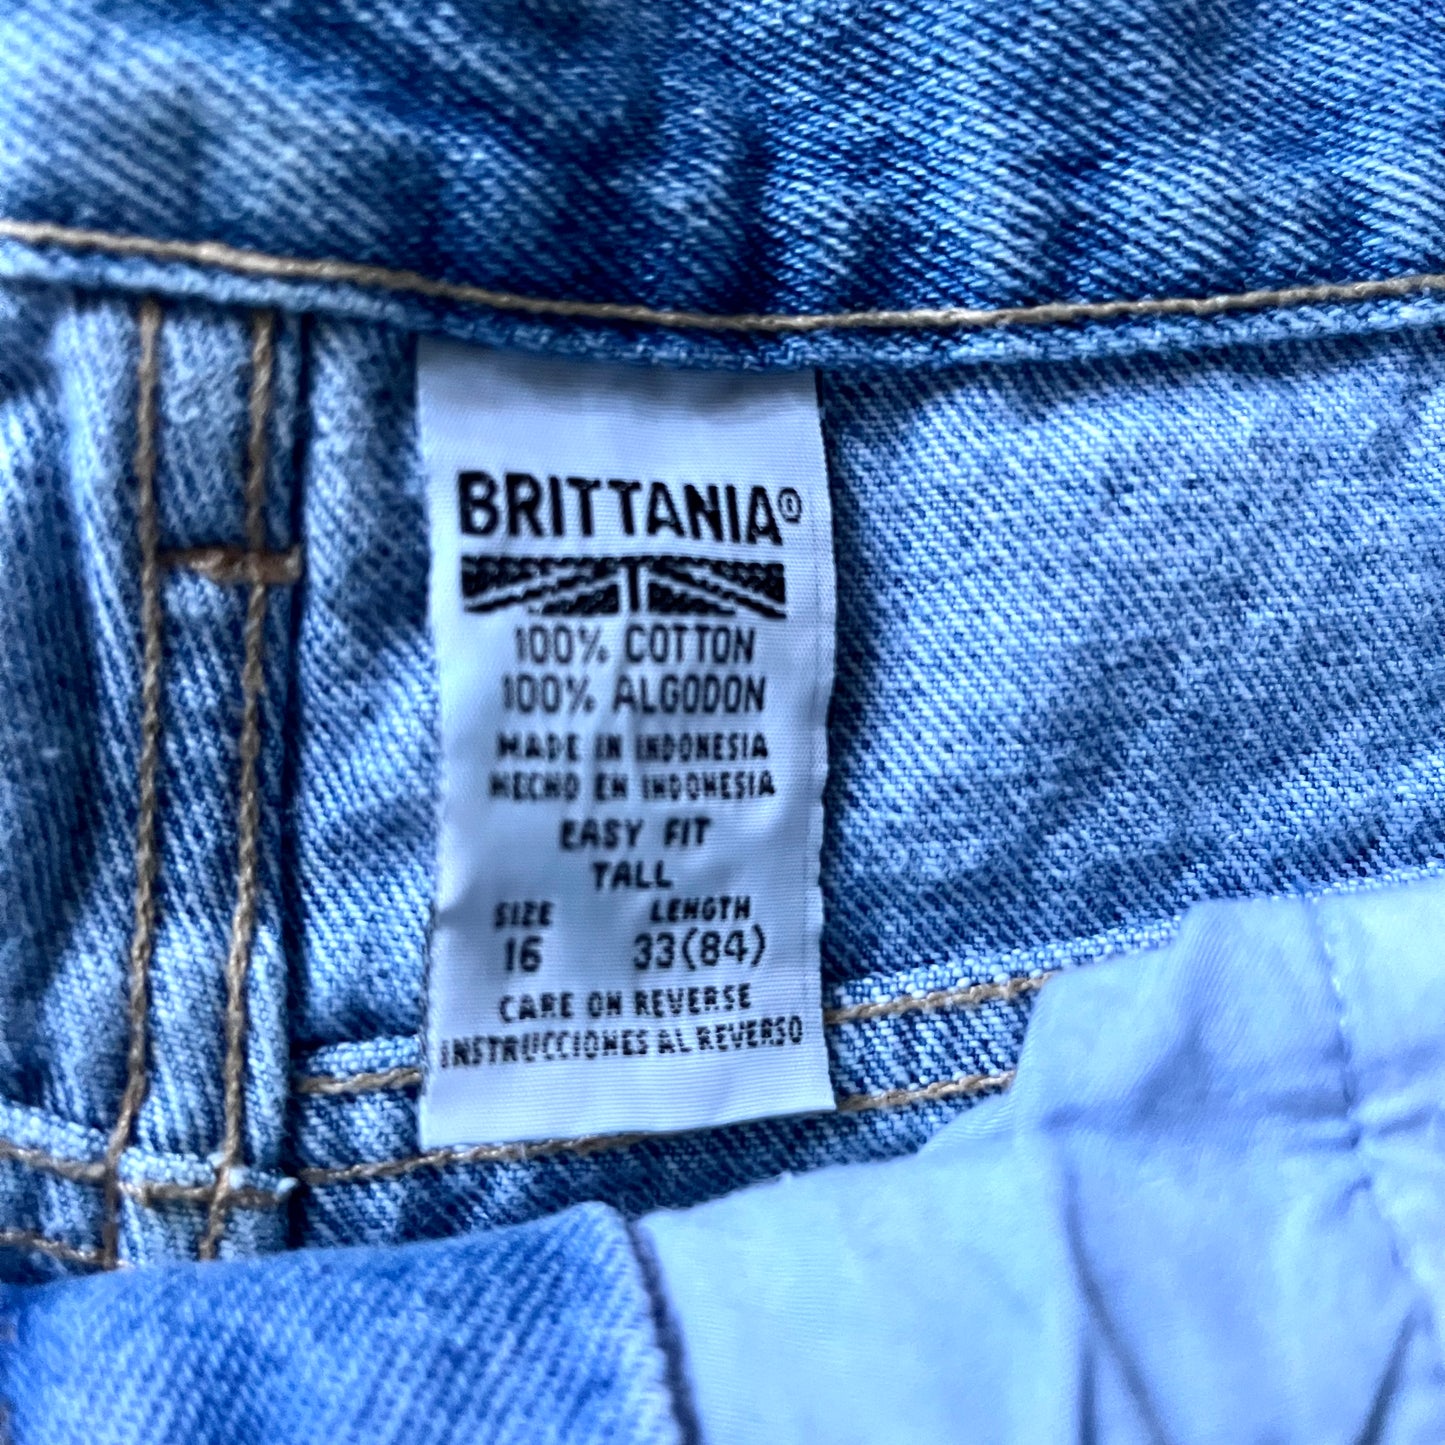 BRITTANIA®
100% COTTON
100% ALGODON
MADE IN INDONESIA
HECHO EN INDONESIA
EASY FIT
TALL
SIZE LENGTH
16 33(84)
CARE ON REVERSE
INSTRUCCIONES AL REVERSO